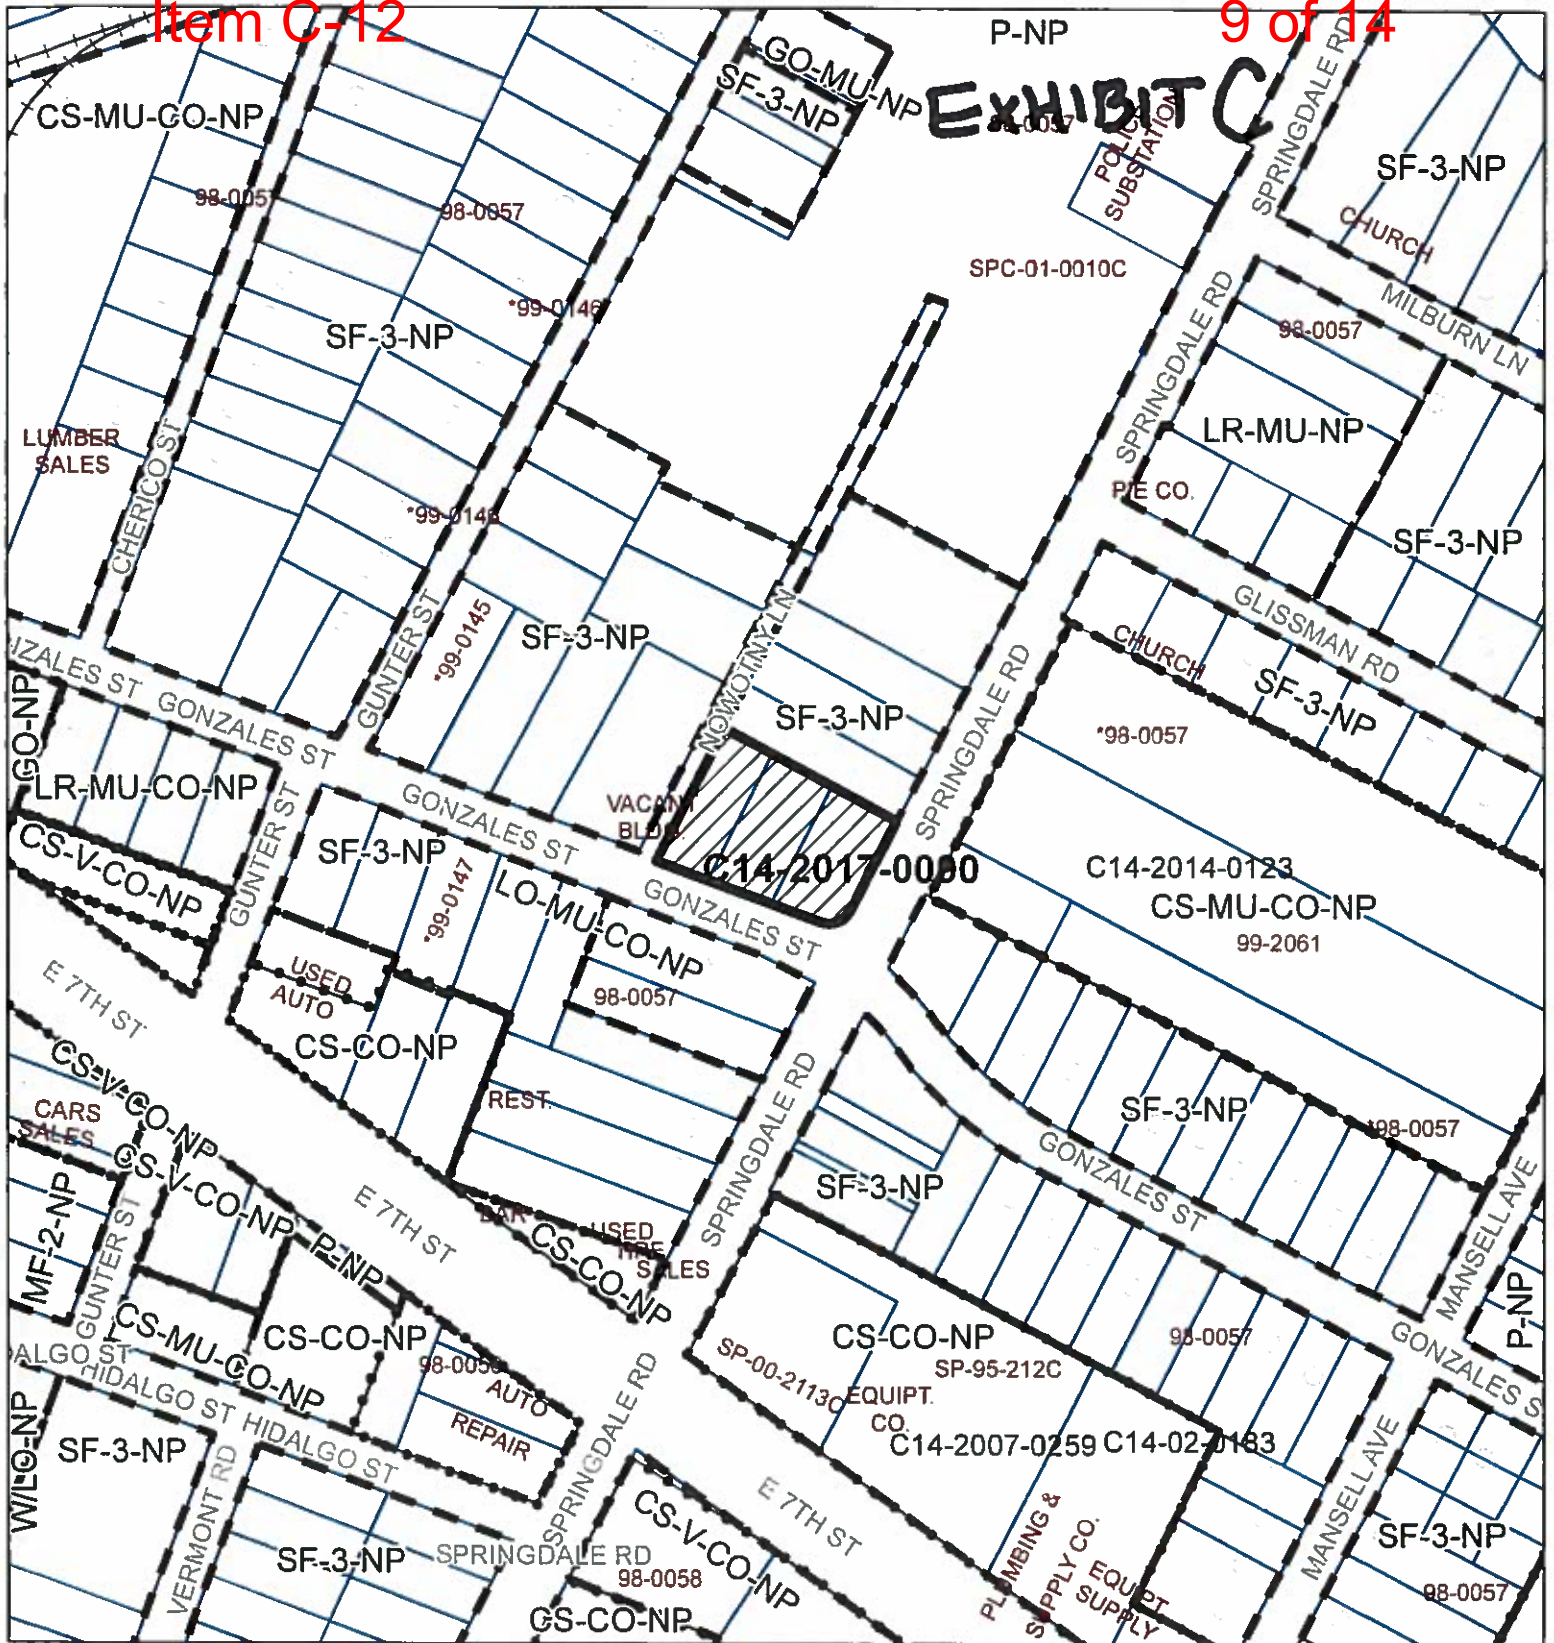 Item C-12
9 of 14
P-NP
GO-MU-NP
SF-3-NP
EXHIBIT C
SPRINGDALE RD
CS-MU-CO-NP
POLICE
SUBSTATION
SF-3-NP
CHURCH
98-0057
98-0057
SPC-01-0010C
SPRINGDALE RD
MILBURN LN
*99-0146
98-0057
SF-3-NP
LUMBER
SALES
CHERICO ST
LR-MU-NP
PIE CO.
*99-0146
SF-3-NP
GUNTER ST
*99-0145
SF-3-NP
NOWOTNY LN
GLISSMAN RD
CHURCH
SF-3-NP
IZALES ST
GONZALES ST
GO-NP
SPRINGDALE RD
SF-3-NP
*98-0057
LR-MU-CO-NP
GUNTER ST
GONZALES ST
VACANT
BLDG.
CS-V-CO-NP
SF-3-NP
*99-0147
C14-2017-0090
C14-2014-0123
CS-MU-CO-NP
99-2061
LO-MU-CO-NP
GONZALES ST
98-0057
USED
AUTO
E 7TH ST
CS-CO-NP
CS-V-CO-NP
CARS
SALES
REST.
SPRINGDALE RD
SF-3-NP
*98-0057
GONZALES ST
CS-V-CO-NP
MF-2-NP
GUNTER ST
E 7TH ST
P-NP
BAR
USED
TIRE
SALES
CS-CO-NP
SF-3-NP
MANSELL AVE
P-NP
CS-MU-CO-NP
CS-CO-NP
ALGO ST
HIDALGO ST
HIDALGO ST
AUTO
REPAIR
SPRINGDALE RD
CS-CO-NP
SP-95-212C
SP-00-2113C
EQUIPT.
CO.
98-0057
GONZALES S
C14-2007-0259
C14-02-0183
W/LO-NP
SF-3-NP
VERMONT RD
SF-3-NP
SPRINGDALE RD
98-0058
CS-V-CO-NP
CS-CO-NP
E 7TH ST
PLUMBING &
SUPPLY CO.
EQUIPT
SUPPLY
MANSELL AVE
SF-3-NP
98-0057